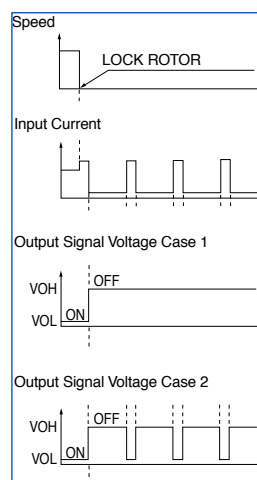 Speed
LOCK ROTOR
Input Current
Output Signal Voltage Case 1
VOH OFF
VOL ON
Output Signal Voltage Case 2
VOH OFF
VOL ON